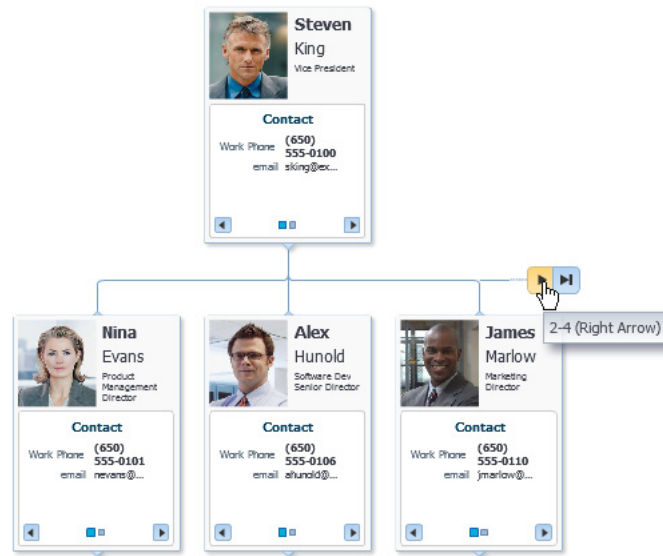 Steven
King
Vice President
Contact
Work Phone (650)
555-0100
email sking@ex...
2-4 (Right Arrow)
Nina
Evans
Product
Management
Director
Contact
Work Phone (650)
555-0101
email nevans@...
Alex
Hunold
Software Dev
Senior Director
Contact
Work Phone (650)
555-0106
email ahunold@...
James
Marlow
Marketing
Director
Contact
Work Phone (650)
555-0110
email jmarlow@...